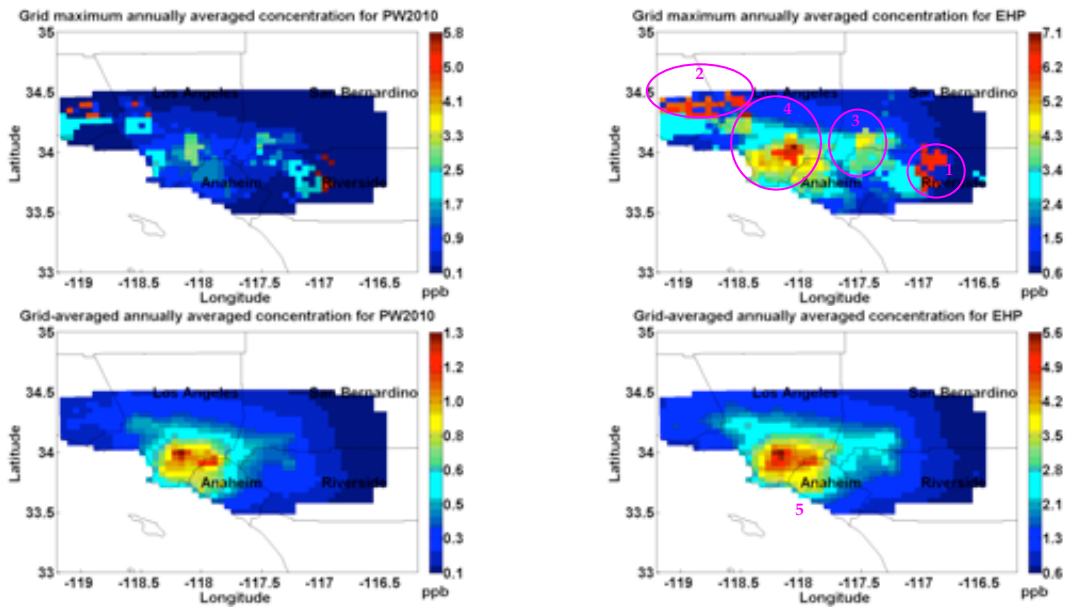 Grid maximum annually averaged concentration for PW2010
35
34.5
34
33.5
33
Latitude
Los Angeles
San Bernardino
Anaheim
Riverside
-119
-118.5
-118
-117.5
-117
-116.5
Longitude
5.8
5.0
4.1
3.3
2.5
1.7
0.9
0.1
ppb
Grid maximum annually averaged concentration for EHP
35
34.5
34
33.5
33
Latitude
2
Los Angeles
San Bernardino
4
3
1
Anaheim
Riverside
-119
-118.5
-118
-117.5
-117
-116.5
Longitude
7.1
6.2
5.3
4.3
3.4
2.4
1.5
0.6
ppb
Grid-averaged annually averaged concentration for PW2010
35
34.5
34
33.5
33
Latitude
Los Angeles
San Bernardino
Anaheim
Riverside
-119
-118.5
-118
-117.5
-117
-116.5
Longitude
1.3
1.2
1.0
0.8
0.6
0.5
0.3
0.1
ppb
Grid-averaged annually averaged concentration for EHP
35
34.5
34
33.5
33
Latitude
Los Angeles
San Bernardino
Anaheim
Riverside
5
-119
-118.5
-118
-117.5
-117
-116.5
Longitude
5.6
4.9
4.2
3.5
2.8
2.1
1.3
0.6
ppb